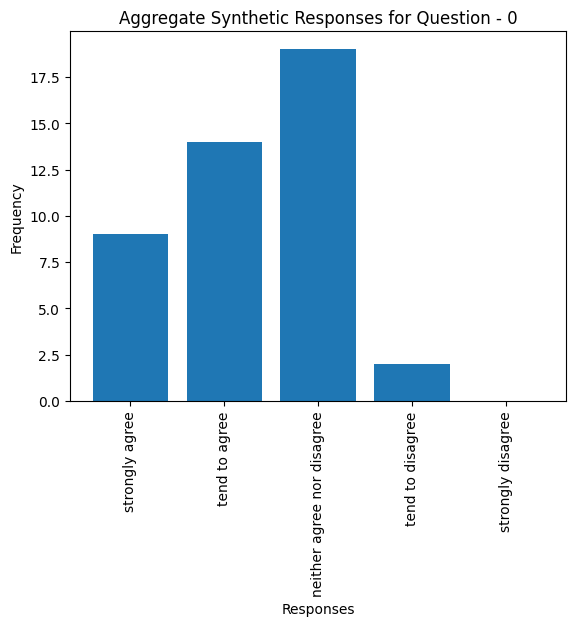 Aggregate Synthetic Responses for Question - 0
Frequency
17.5
15.0
12.5
10.0
7.5
5.0
2.5
0.0
strongly agree
tend to agree
neither agree nor disagree
tend to disagree
strongly disagree
Responses